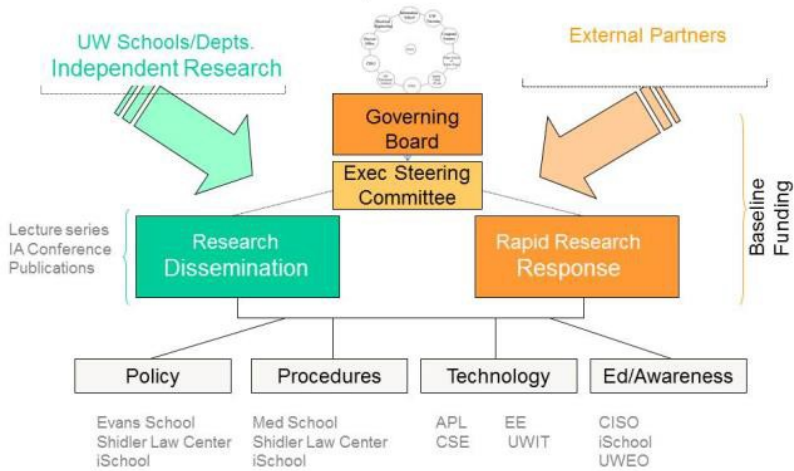 UW Schools/Depts.
Independent Research
External Partners
Governing
Board
Exec Steering
Committee
Lecture series
IA Conference
Publications
Research
Dissemination
Rapid Research
Response
Baseline
Funding
Policy
Procedures
Technology
Ed/Awareness
Evans School
Shidler Law Center
iSchool
Med School
Shidler Law Center
iSchool
APL EE
CSE UWIT
CISO
iSchool
UWEO